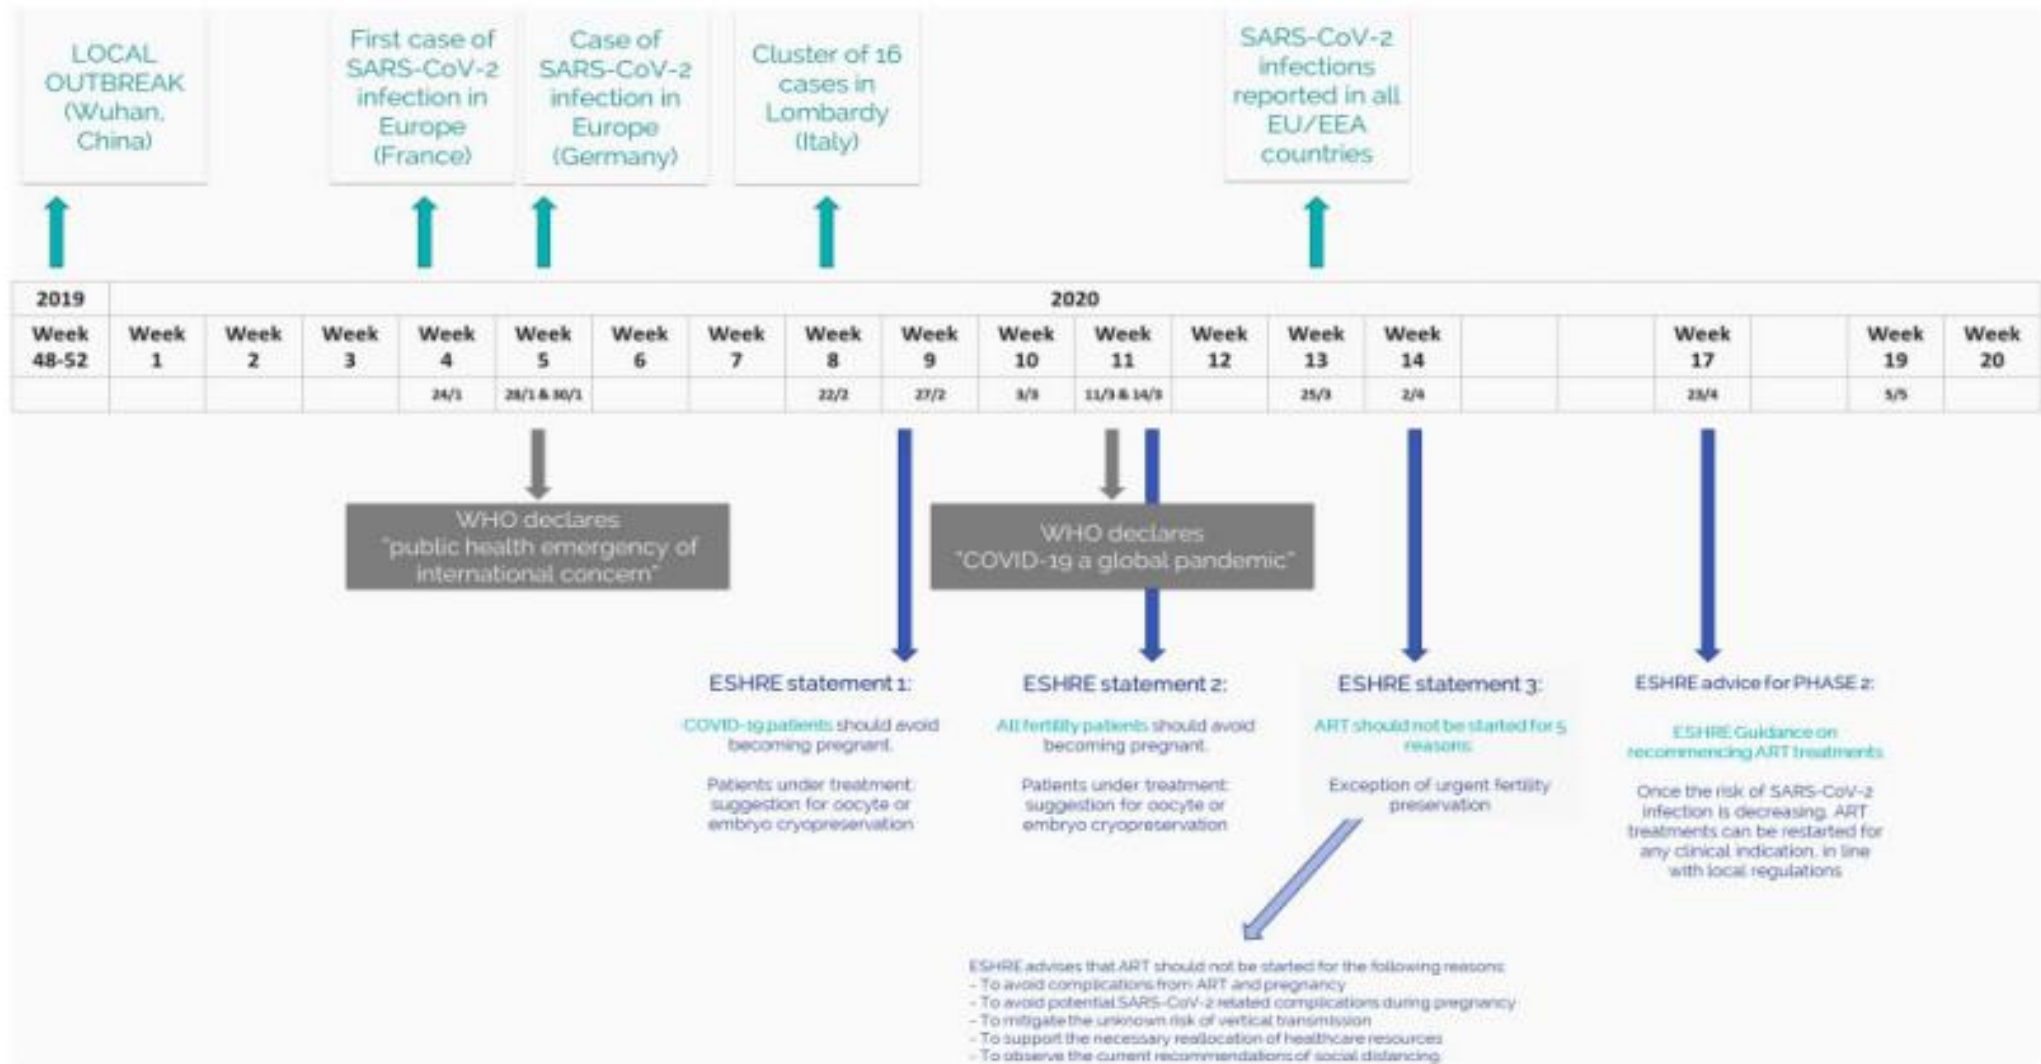 LOCAL
OUTBREAK
(Wuhan,
China)
First case of
SARS-CoV-2
infection in
Europe
(France)
Case of
SARS-CoV-2
infection in
Europe
(Germany)
Cluster of 16
cases in
Lombardy
(Italy)
SARS-CoV-2
infections
reported in all
EU/EEA
countries
2019 2020
Week Week Week Week Week Week Week Week Week Week Week Week Week Week Week Week Week Week
48-52 1 2 3 4 5 6 7 8 9 10 11 12 13 14 17 19 20
24/1 28/1 & 30/1 22/2 27/2 3/3 11/3 & 14/3 25/3 2/4 23/4 5/5
WHO declares
"public health emergency of
international concern"
WHO declares
"COVID-19 a global pandemic"
ESHRE statement 1:
COVID-19 patients should avoid
becoming pregnant.
Patients under treatment:
suggestion for oocyte or
embryo cryopreservation
ESHRE statement 2:
All fertility patients should avoid
becoming pregnant.
Patients under treatment:
suggestion for oocyte or
embryo cryopreservation
ESHRE statement 3:
ART should not be started for 5
reasons:
Exception of urgent fertility
preservation
ESHRE advice for PHASE 2:
ESHRE Guidance on
recommencing ART treatments
Once the risk of SARS-CoV-2
infection is decreasing, ART
treatments can be restarted for
any clinical indication, in line
with local regulations
ESHRE advises that ART should not be started for the following reasons:
- To avoid complications from ART and pregnancy
- To avoid potential SARS-CoV-2 related complications during pregnancy
- To mitigate the unknown risk of vertical transmission
- To support the necessary reallocation of healthcare resources
- To observe the current recommendations of social distancing.